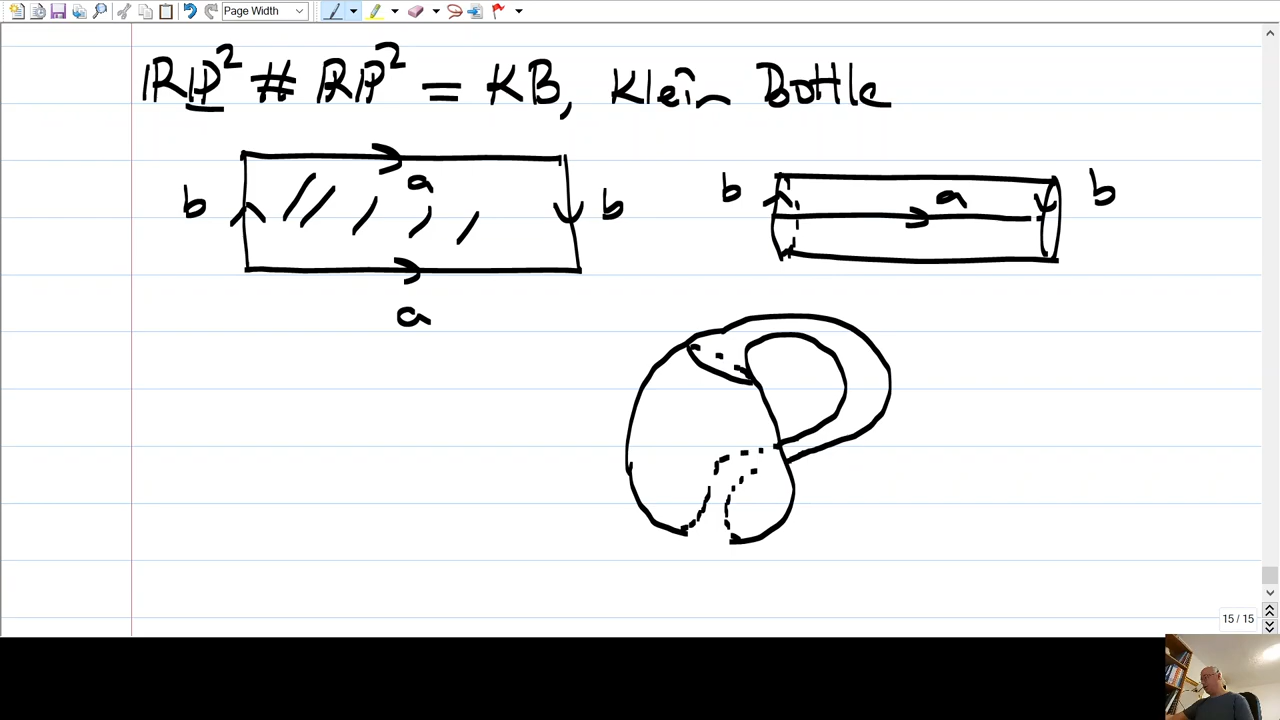 Page Width
RP² # RP² = KB, Klein Bottle
b a b b a b
a
15 / 15